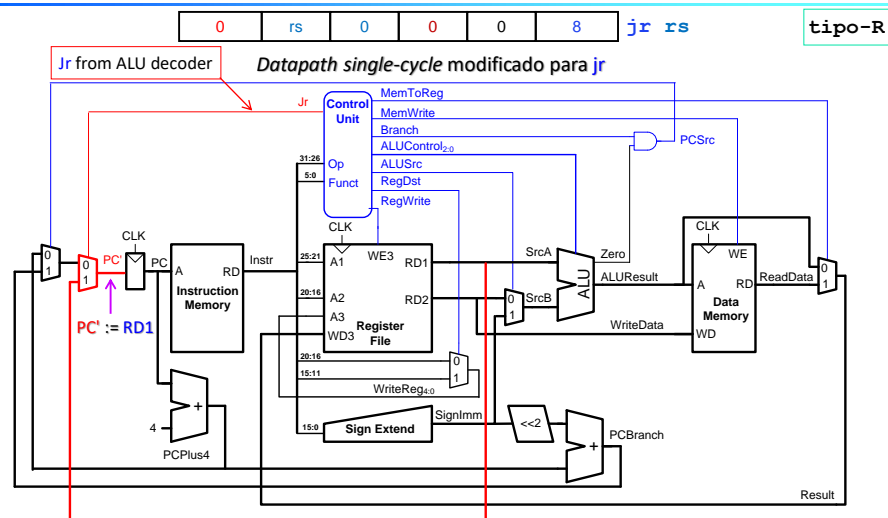 0 rs 0 0 0 8 jr rs
tipo-R
Jr from ALU decoder
Datapath single-cycle modificado para jr
MemToReg
Jr
Control Unit
MemWrite
Branch
PCSrc
ALUControl2:0
31:26 Op
ALUSrc
5:0 Funct
RegDst
RegWrite
CLK
CLK
CLK
0
1
0
1
PC'
PC
A RD
Instr
Instruction Memory
25:21 A1
WE3
RD1
SrcA
Zero
ALU
ALUResult
WE
A RD
ReadData
0
1
20:16 A2
RD2
0
1
SrcB
A3
WD3
Register File
Data Memory
WriteData
WD
PC' := RD1
20:16
0
15:11
1
WriteReg4:0
+
4
PCPlus4
15:0
Sign Extend
SignImm
<<2
+
PCBranch
Result